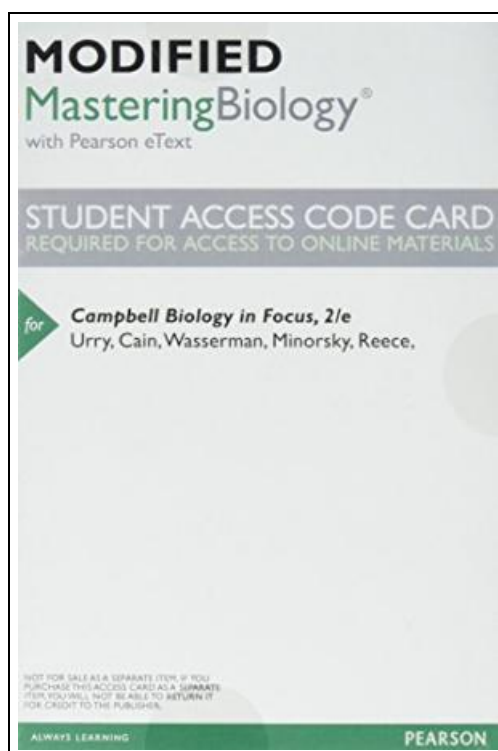 MODIFIED
MasteringBiology®
with Pearson eText
STUDENT ACCESS CODE CARD
REQUIRED FOR ACCESS TO ONLINE MATERIALS
for
Campbell Biology in Focus, 2/e
Urry, Cain, Wasserman, Minorsky, Reece,
NOT FOR SALE AS A SEPARATE ITEM. IF YOU
PURCHASE THIS ACCESS CARD AS A SEPARATE
ITEM, YOU WILL NOT BE ABLE TO RETURN IT
FOR CREDIT TO THE PUBLISHER.
ALWAYS LEARNING
PEARSON